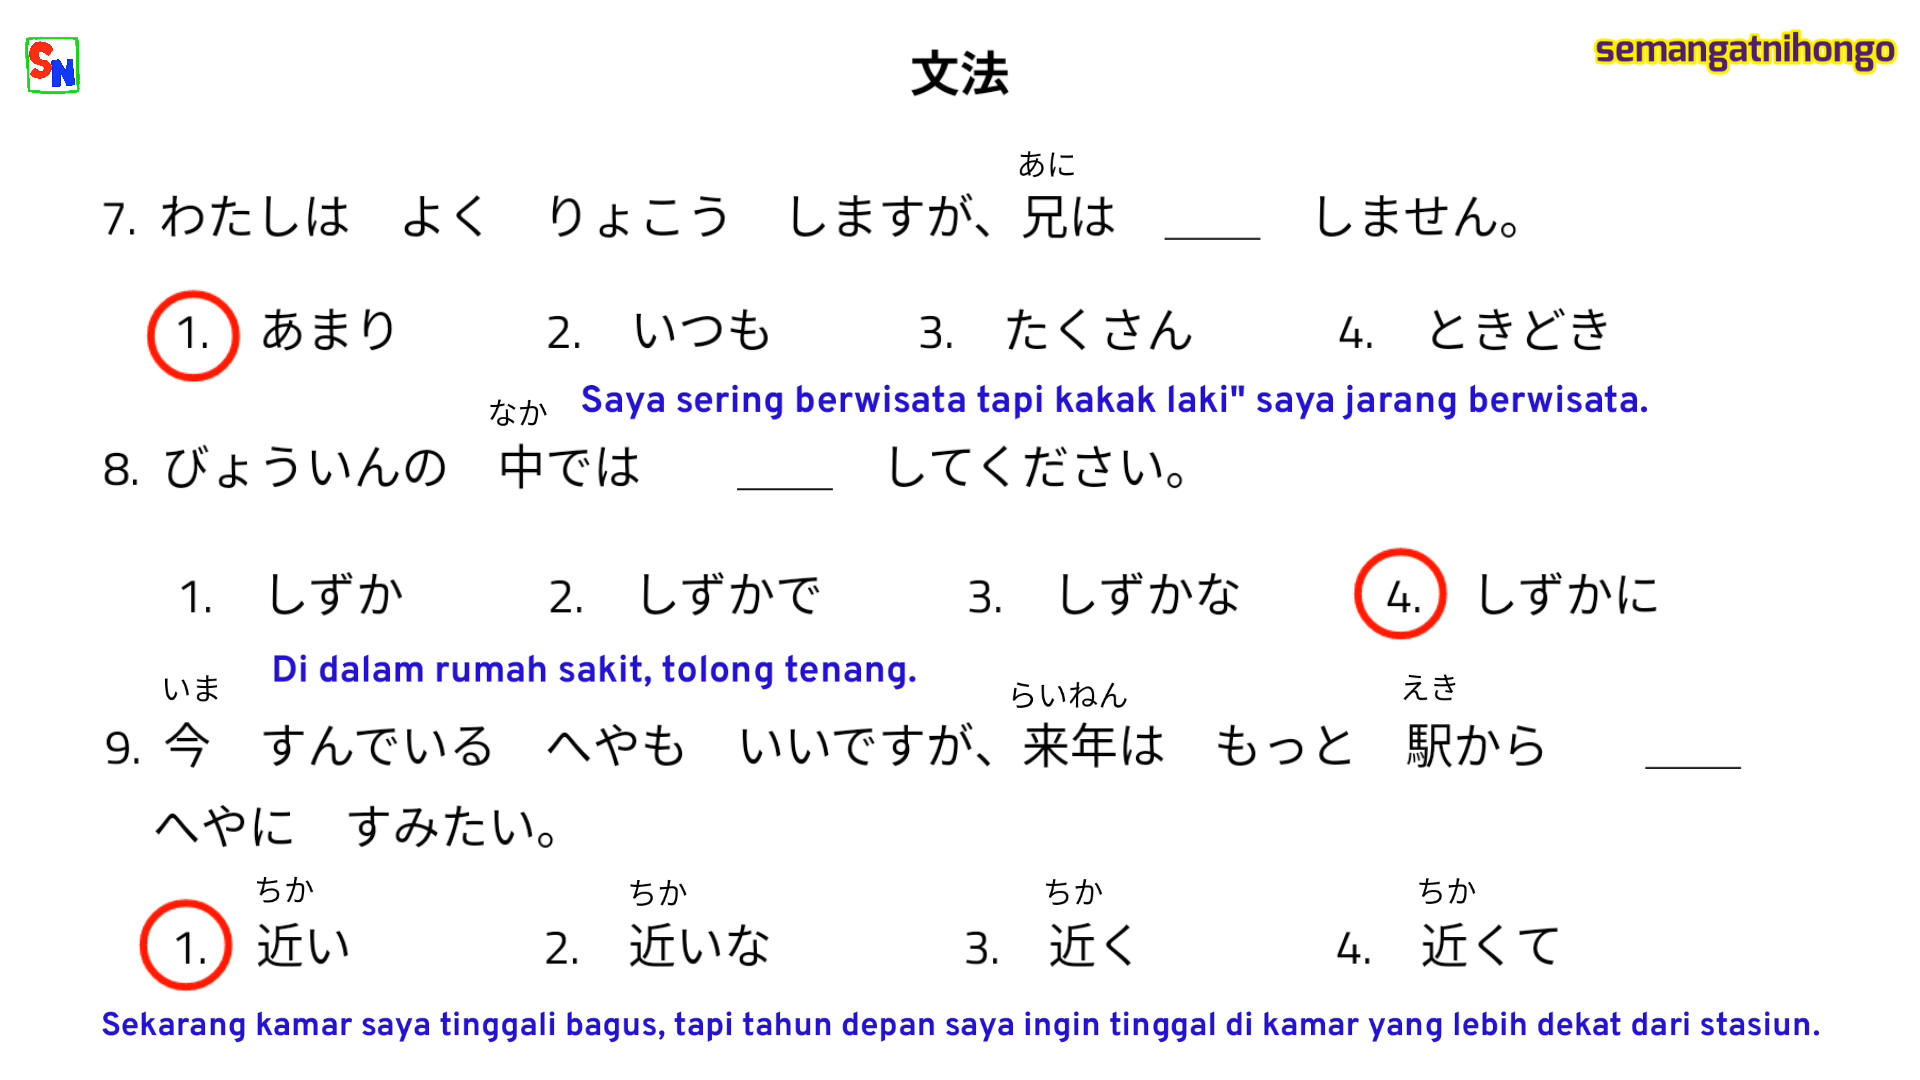 SN
文法
semangatnihongo
あに
7. わたしは　よく　りょこう　しますが、兄は　____　しません。
1.　あまり　2.　いつも　3.　たくさん　4.　ときどき
Saya sering berwisata tapi kakak laki" saya jarang berwisata.
なか
8. びょういんの　中では　____　してください。
1.　しずか　2.　しずかで　3.　しずかな　4.　しずかに
Di dalam rumah sakit, tolong tenang.
いま　らいねん　えき
9. 今　すんでいる　へやも　いいですが、来年は　もっと　駅から　____
へやに　すみたい。
ちか　ちか　ちか　ちか
1.　近い　2.　近いな　3.　近く　4.　近くて
Sekarang kamar saya tinggali bagus, tapi tahun depan saya ingin tinggal di kamar yang lebih dekat dari stasiun.